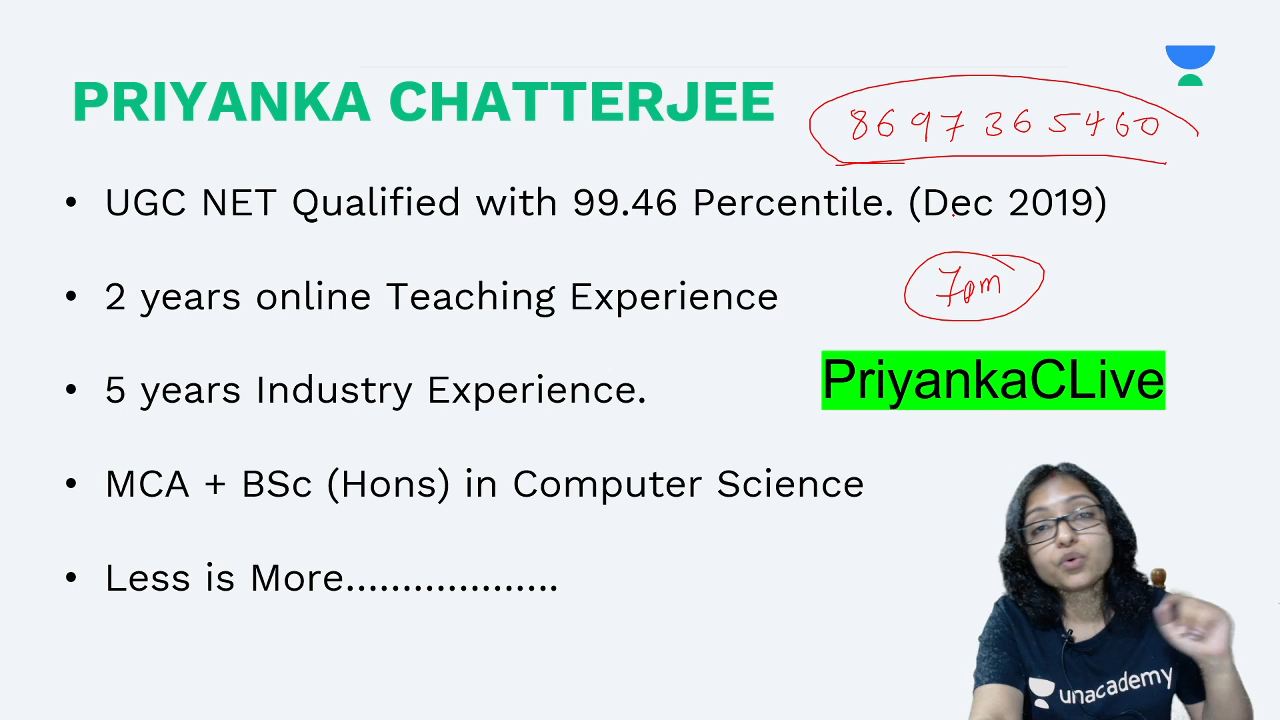 PRIYANKA CHATTERJEE
8697365460
• UGC NET Qualified with 99.46 Percentile. (Dec 2019)
• 2 years online Teaching Experience
7pm
• 5 years Industry Experience.
PriyankaCLive
• MCA + BSc (Hons) in Computer Science
• Less is More...................
unacademy